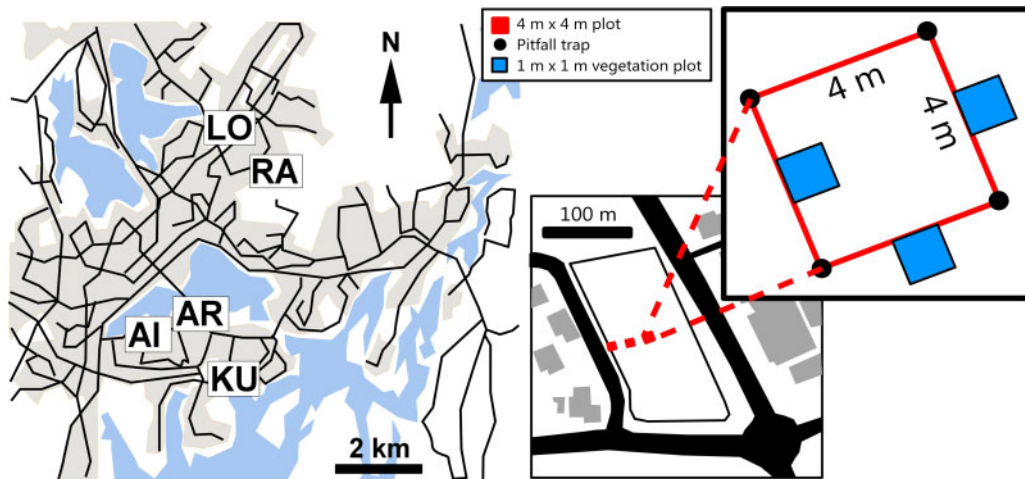 LO
RA
N
AR
AI
KU
2 km
4 m x 4 m plot
Pitfall trap
1 m x 1 m vegetation plot
100 m
4 m
4 m